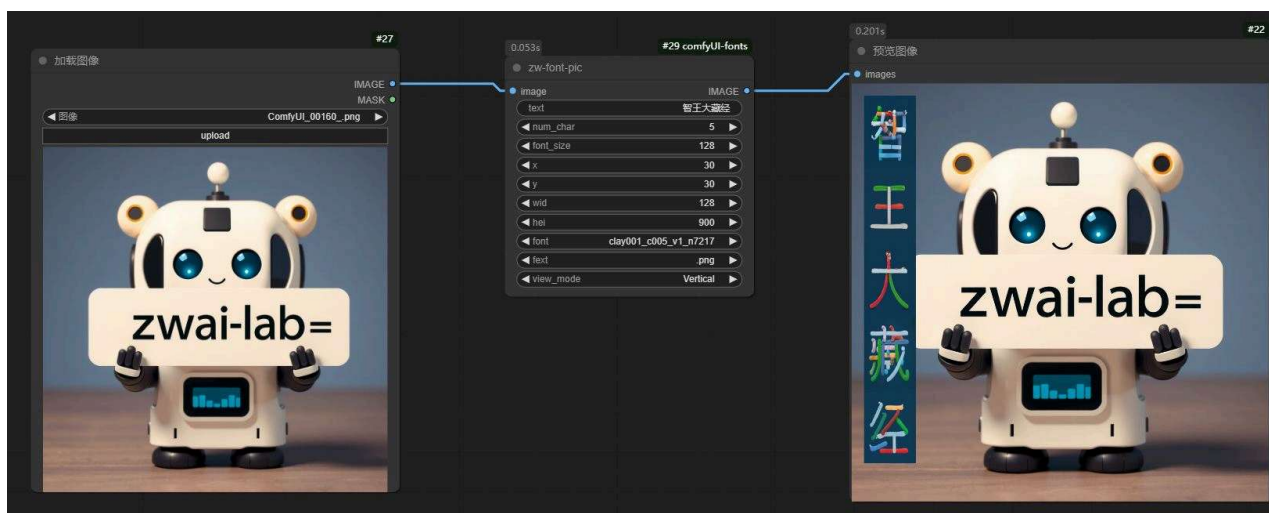 #27
加载图像
IMAGE
MASK
图像 ComfyUI_00160_.png
upload
zwai-lab=
0.053s #29 comfyUI-fonts
zw-font-pic
image IMAGE
text 智王大藏经
num_char 5
font_size 128
x 30
y 30
wid 128
hei 900
font clay001_c005_v1_n7217
fext .png
view_mode Vertical
0.201s #22
预览图像
images
智王大藏经
zwai-lab=